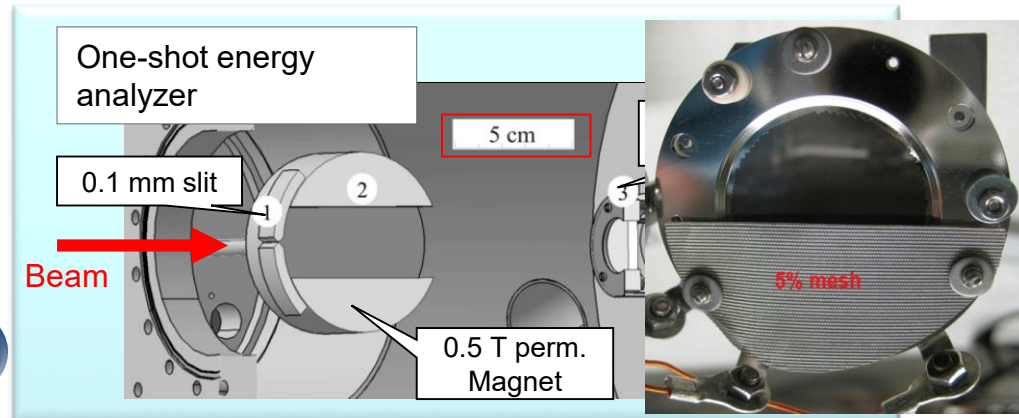 One-shot energy
analyzer
5 cm
0.1 mm slit
2
3
1
Beam
5% mesh
0.5 T perm.
Magnet